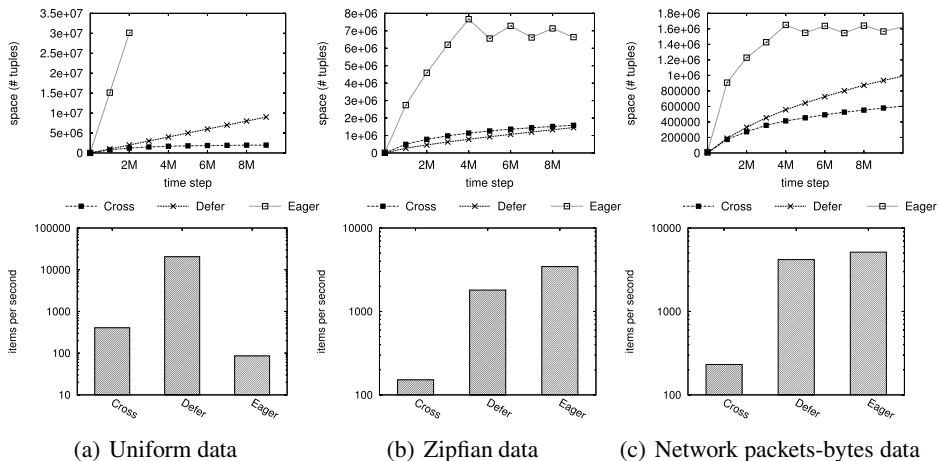 3.5e+07
3e+07
2.5e+07
2e+07
1.5e+07
1e+07
5e+06
0
space (# tuples)
2M 4M 6M 8M
time step
Cross Defer Eager
8e+06
7e+06
6e+06
5e+06
4e+06
3e+06
2e+06
1e+06
0
space (# tuples)
2M 4M 6M 8M
time step
Cross Defer Eager
1.8e+06
1.6e+06
1.4e+06
1.2e+06
1e+06
800000
600000
400000
200000
0
space (# tuples)
2M 4M 6M 8M
time step
Cross Defer Eager
100000
10000
1000
100
10
items per second
Cross Defer Eager
10000
1000
100
items per second
Cross Defer Eager
10000
1000
100
items per second
Cross Defer Eager
(a) Uniform data
(b) Zipfian data
(c) Network packets-bytes data